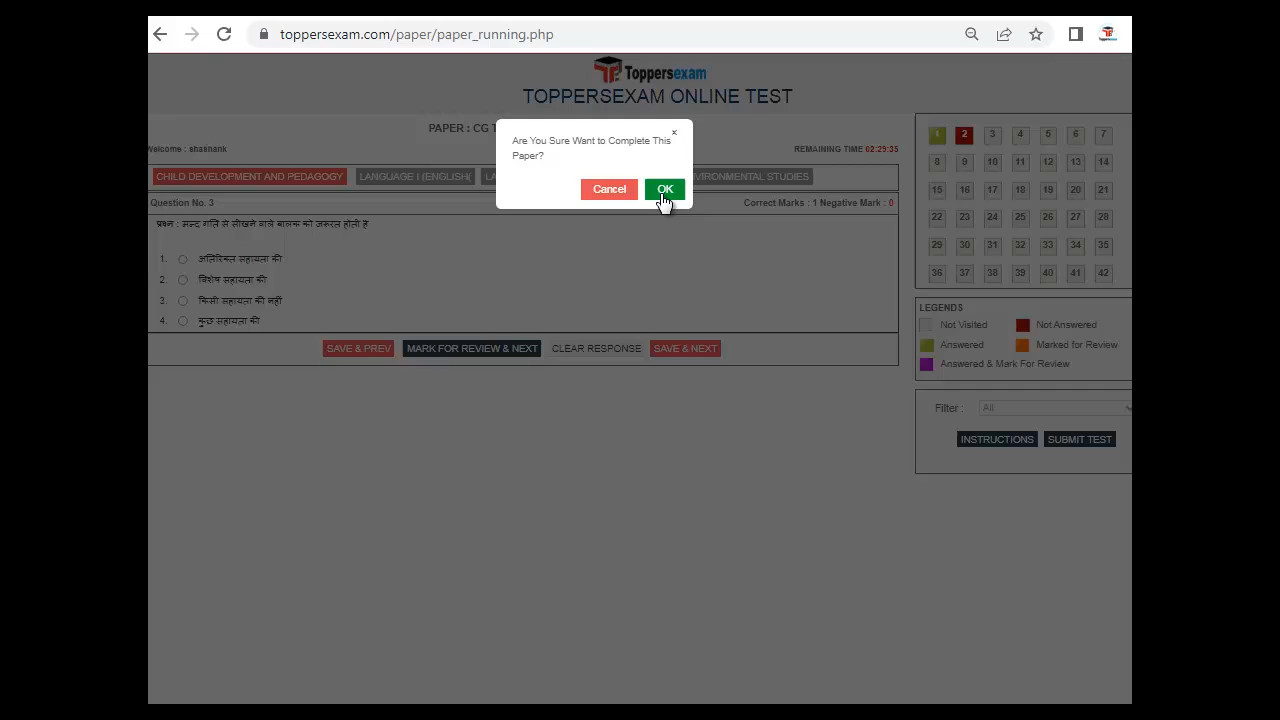 toppersexam.com/paper/paper_running.php
Toppersexam
TOPPERSEXAM ONLINE TEST
PAPER : CG T
Are You Sure Want to Complete This
Paper?
×
Cancel
OK
Welcome : shashank
REMAINING TIME 02:29:35
CHILD DEVELOPMENT AND PEDAGOGY
LANGUAGE I (ENGLISH(
VIRONMENTAL STUDIES
Question No. 3
Correct Marks : 1 Negative Mark : 0
प्रश्न : मन्द गति से सीखने वाले बालक को जरूरत होती है
1. अतिरिक्त सहायता की
2. विशेष सहायता की
3. किसी सहायता की नहीं
4. कुछ सहायता की
SAVE & PREV
MARK FOR REVIEW & NEXT
CLEAR RESPONSE
SAVE & NEXT
1 2 3 4 5 6 7
8 9 10 11 12 13 14
15 16 17 18 19 20 21
22 23 24 25 26 27 28
29 30 31 32 33 34 35
36 37 38 39 40 41 42
LEGENDS
Not Visited
Not Answered
Answered
Marked for Review
Answered & Mark For Review
Filter :
All
INSTRUCTIONS
SUBMIT TEST